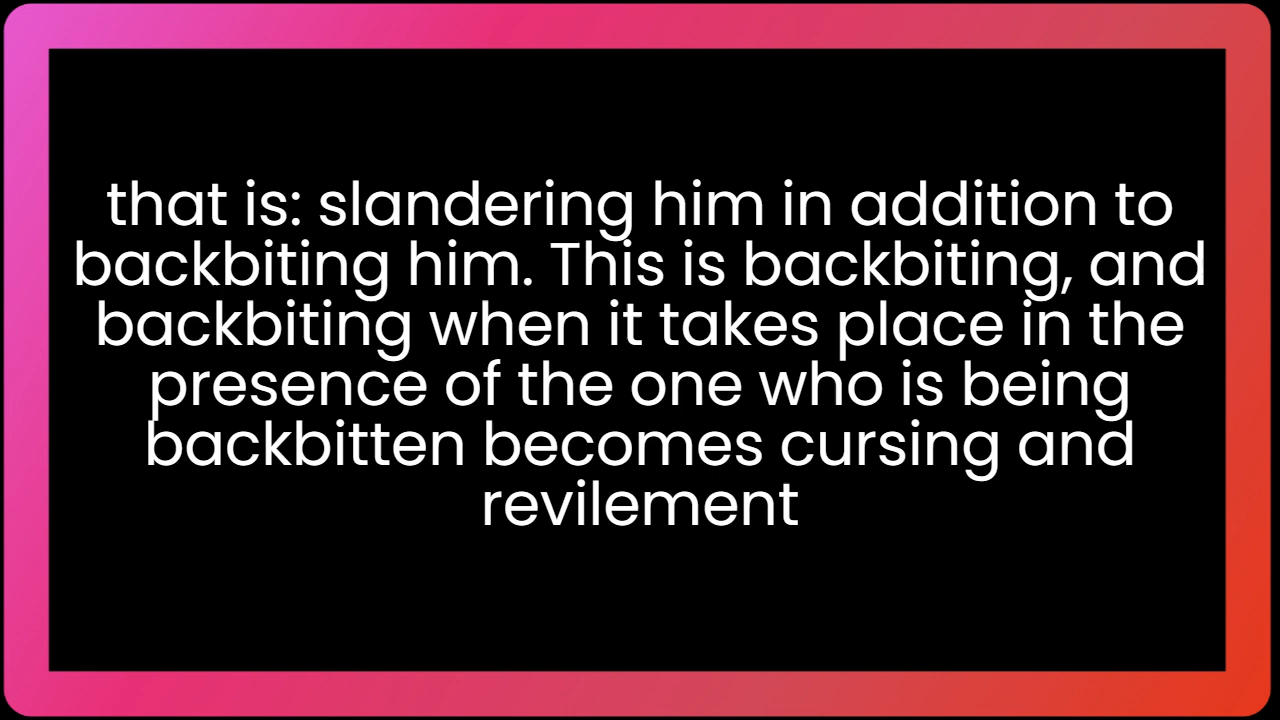 that is: slandering him in addition to
backbiting him. This is backbiting, and
backbiting when it takes place in the
presence of the one who is being
backbitten becomes cursing and
revilement